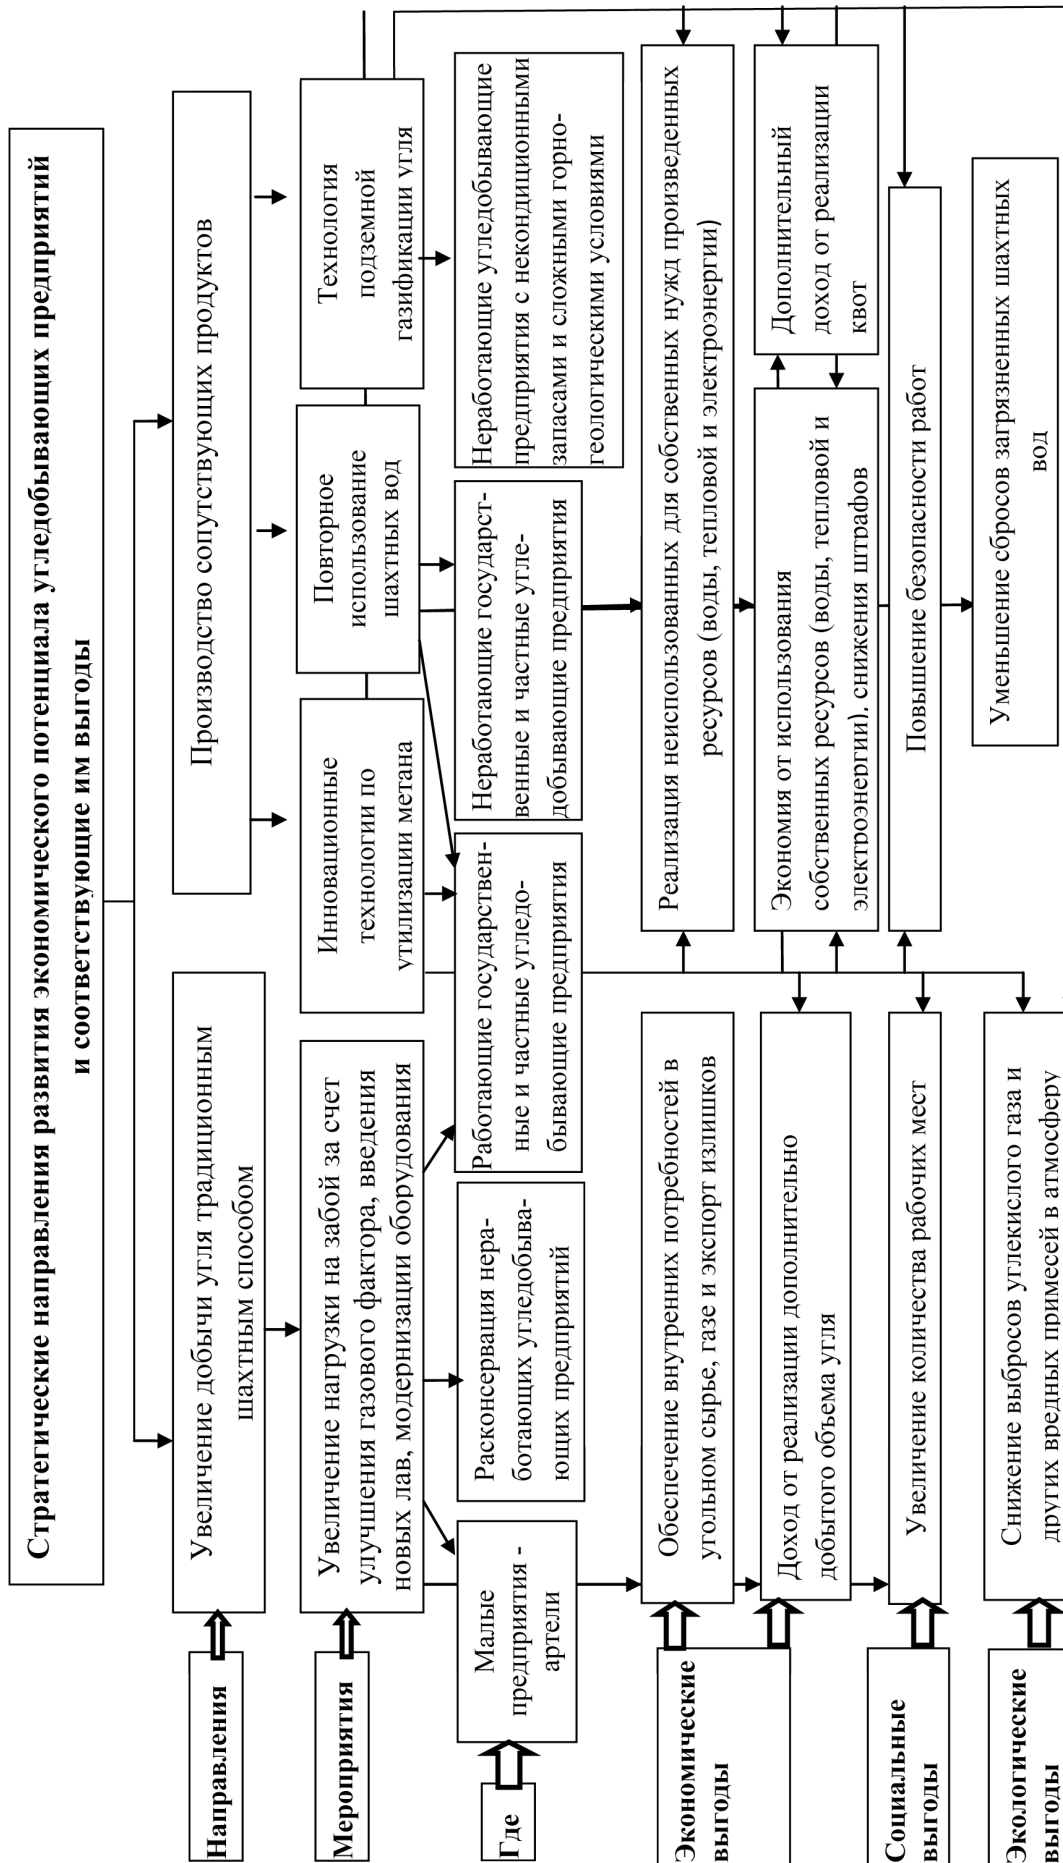 Стратегические направления развития экономического потенциала угледобывающих предприятий
и соответствующие им выгоды
Направления
Увеличение добычи угля традиционным
шахтным способом
Производство сопутствующих продуктов
Мероприятия
Увеличение нагрузки на забой за счет
улучшения газового фактора, введения
новых лав, модернизации оборудования
Инновационные
технологии по
утилизации метана
Повторное
использование
шахтных вод
Технология
подземной
газификации угля
Где
Малые
предприятия -
артели
Расконсервация нера-
ботающих угледобыва-
ющих предприятий
Работающие государствен-
ные и частные угледо-
бывающие предприятия
Неработающие государст-
венные и частные угле-
добывающие предприятия
Неработающие угледобывающие
предприятия с некондиционными
запасами и сложными горно-
геологическими условиями
Экономические
выгоды
Обеспечение внутренних потребностей в
угольном сырье, газе и экспорт излишков
Реализация неиспользованных для собственных нужд произведенных
ресурсов (воды, тепловой и электроэнергии)
Доход от реализации дополнительно
добытого объема угля
Экономия от использования
собственных ресурсов (воды, тепловой и
электроэнергии), снижения штрафов
Дополнительный
доход от реализации
квот
Социальные
выгоды
Увеличение количества рабочих мест
Повышение безопасности работ
Экологические
выгоды
Снижение выбросов углекислого газа и
других вредных примесей в атмосферу
Уменьшение сбросов загрязненных шахтных
вод